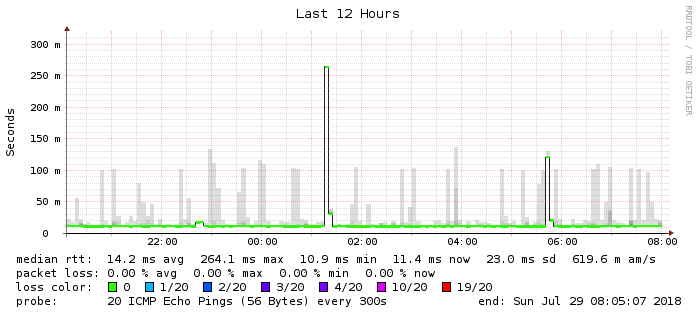 Last 12 Hours
RRDTOOL / TOBI OETIKER
Seconds
300 m
250 m
200 m
150 m
100 m
50 m
0
22:00 00:00 02:00 04:00 06:00 08:00
median rtt: 14.2 ms avg 264.1 ms max 10.9 ms min 11.4 ms now 23.0 ms sd 619.6 m am/s
packet loss: 0.00 % avg 0.00 % max 0.00 % min 0.00 % now
loss color: 0 1/20 2/20 3/20 4/20 10/20 19/20
probe: 20 ICMP Echo Pings (56 Bytes) every 300s end: Sun Jul 29 08:05:07 2018